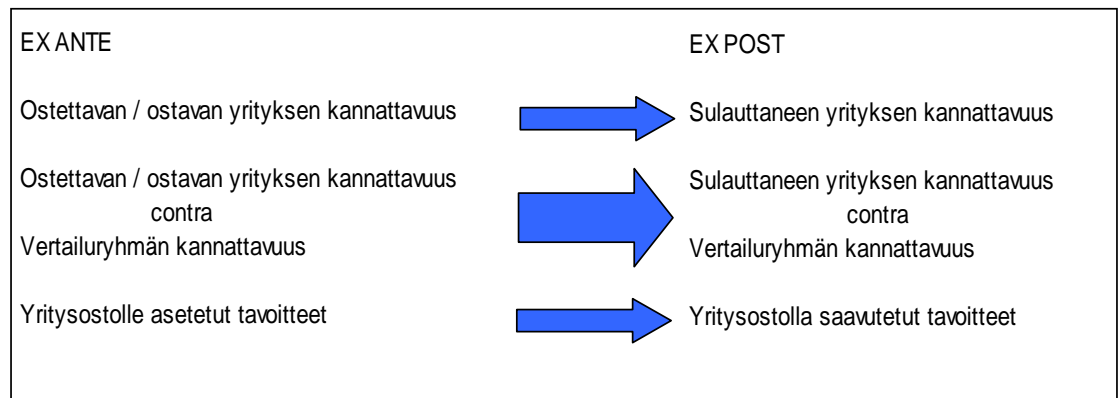 EX ANTE
EX POST
Ostettavan / ostavan yrityksen kannattavuus
Sulauttaneen yrityksen kannattavuus
Ostettavan / ostavan yrityksen kannattavuus
contra
Vertailuryhmän kannattavuus
Sulauttaneen yrityksen kannattavuus
contra
Vertailuryhmän kannattavuus
Yritysostolle asetetut tavoitteet
Yritysostolla saavutetut tavoitteet